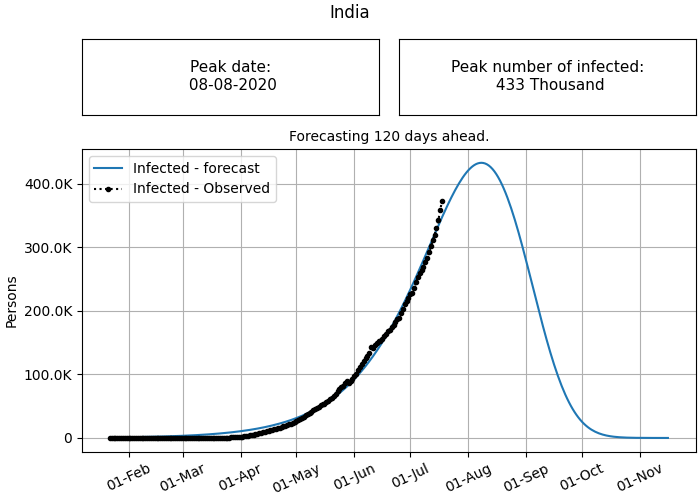 India
Peak date:
08-08-2020
Peak number of infected:
433 Thousand
Forecasting 120 days ahead.
Infected - forecast
Infected - Observed
400.0K
300.0K
200.0K
100.0K
0
Persons
01-Feb
01-Mar
01-Apr
01-May
01-Jun
01-Jul
01-Aug
01-Sep
01-Oct
01-Nov